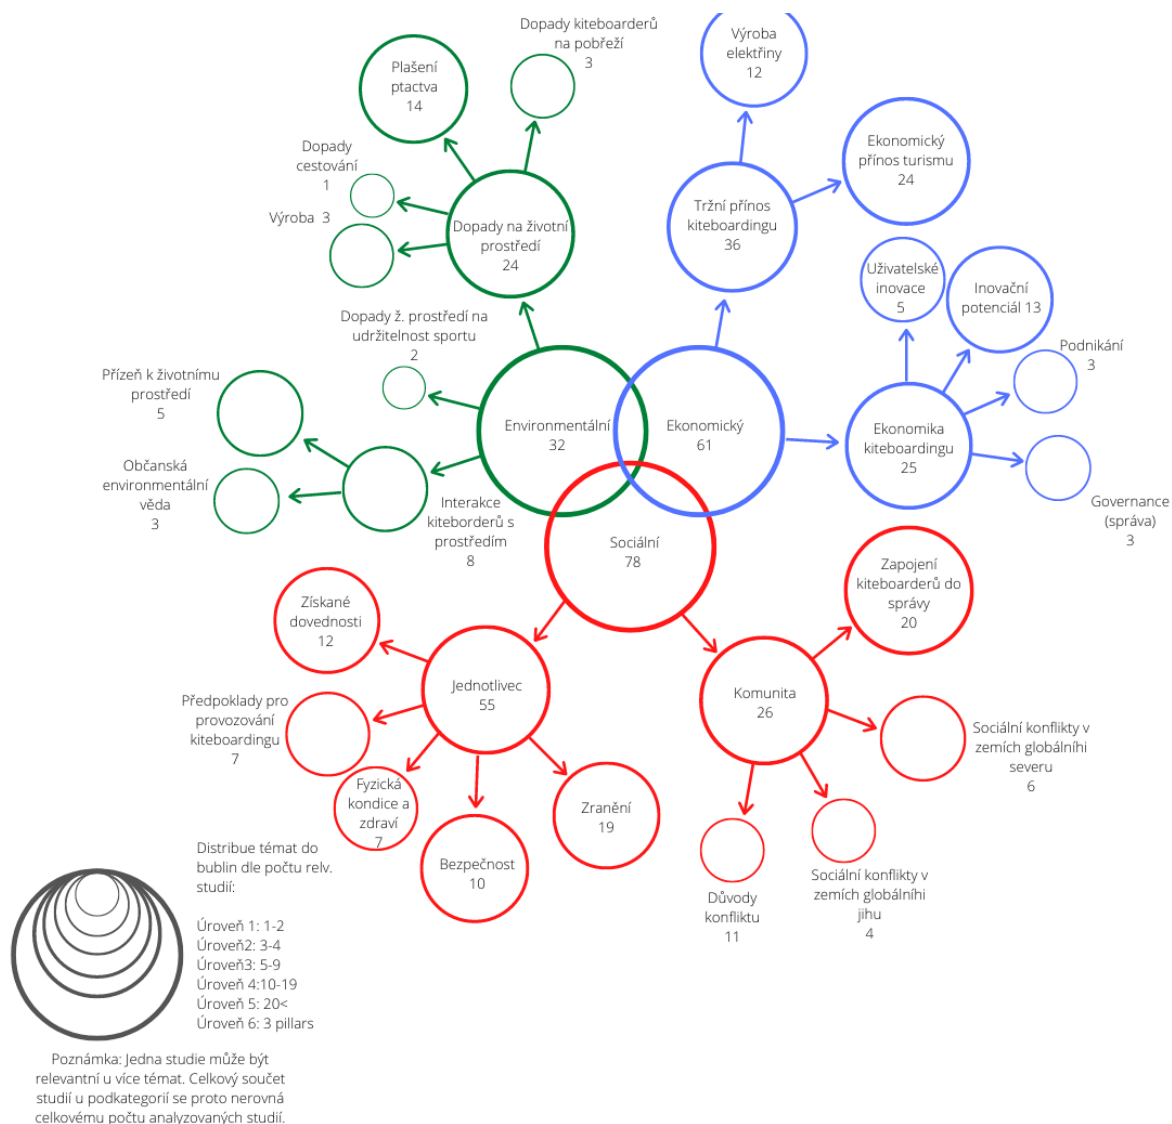 Dopady kiteboarderů
na pobřeží
3
Výroba
elektřiny
12
Plašení
ptactva
14
Ekonomický
přínos turismu
24
Dopady
cestování
1
Výroba 3
Dopady na životní
prostředí
24
Tržní přínos
kiteboardingu
36
Uživatelské
inovace
5
Inovační
potenciál 13
Dopady ž. prostředí na
udržitelnost sportu
2
Podnikání
3
Přízeň k životnímu
prostředí
5
Environmentální
32
Ekonomický
61
Ekonomika
kiteboardingu
25
Občanská
environmentální
věda
3
Interakce
kiteborderů s
prostředím
8
Governance
(správa)
3
Sociální
78
Zapojení
kiteboarderů do
správy
20
Získané
dovednosti
12
Jednotlivec
55
Komunita
26
Předpoklady pro
provozování
kiteboardingu
7
Sociální konflikty v
zemích globálníhi
severu
6
Fyzická
kondice a
zdraví
7
Zranění
19
Bezpečnost
10
Důvody
konfliktu
11
Sociální konflikty v
zemích globálníhi
jihu
4
Distribue témat do
bublin dle počtu relv.
studií:
Úroveň 1: 1-2
Úroveň2: 3-4
Úroveň3: 5-9
Úroveň 4:10-19
Úroveň 5: 20<
Úroveň 6: 3 pillars
Poznámka: Jedna studie může být
relevantní u více témat. Celkový součet
studií u podkategorií se proto nerovná
celkovému počtu analyzovaných studií.